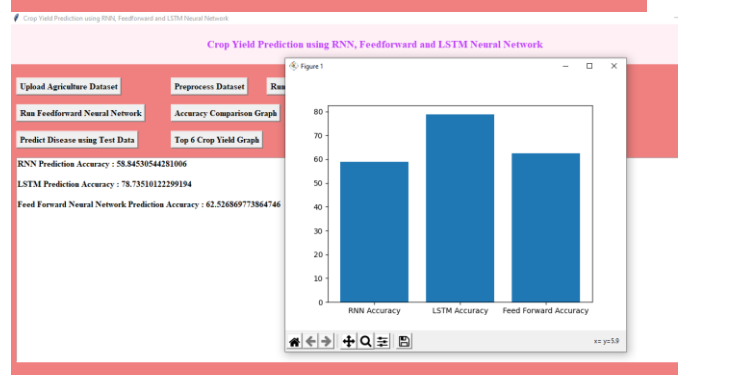 Crop Yield Prediction using RNN, Feedforward and LSTM Neural Network
Crop Yield Prediction using RNN, Feedforward and LSTM Neural Network
Figure 1
Upload Agriculture Dataset
Preprocess Dataset
Run
Run Feedforward Neural Network
Accuracy Comparison Graph
Predict Disease using Test Data
Top 6 Crop Yield Graph
RNN Prediction Accuracy : 58.84530544281006
LSTM Prediction Accuracy : 78.73510122299194
Feed Forward Neural Network Prediction Accuracy : 62.526869773864746
80
70
60
50
40
30
20
10
0
RNN Accuracy
LSTM Accuracy
Feed Forward Accuracy
x= y=5.9